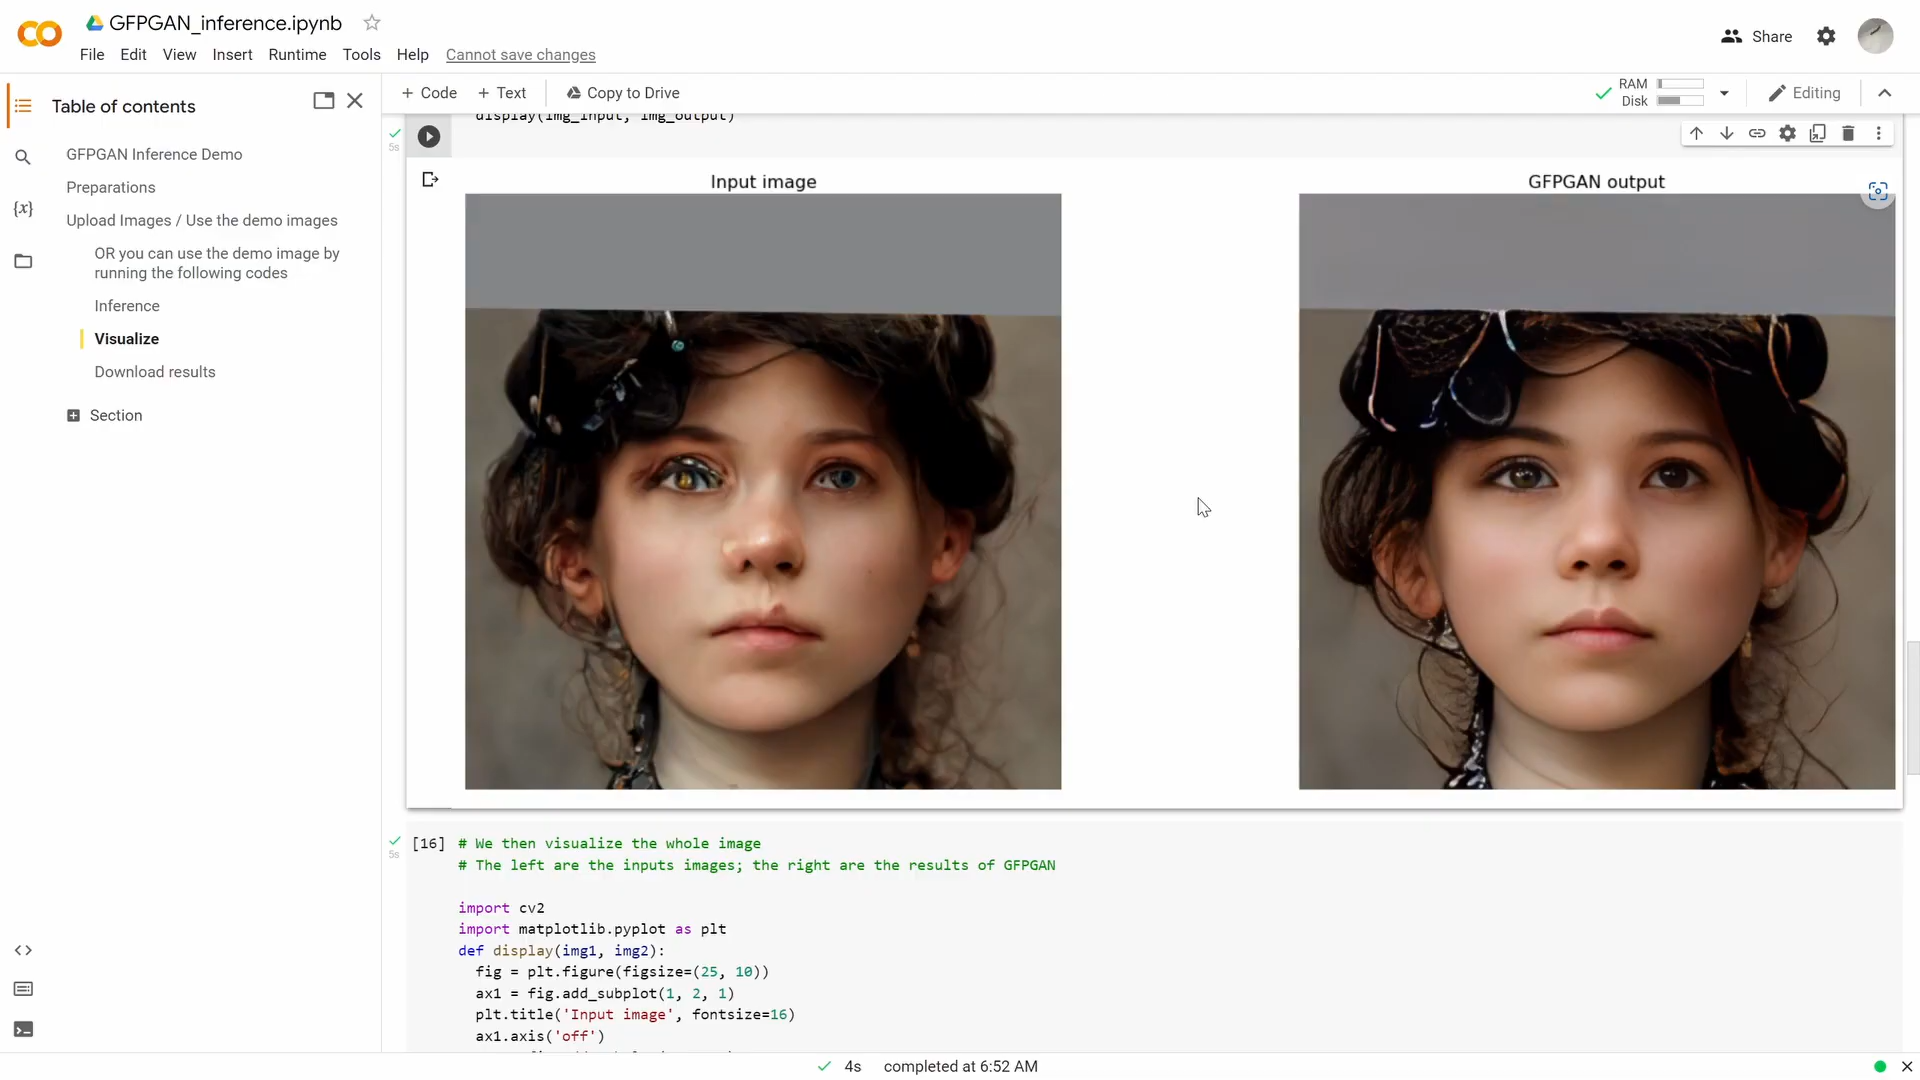 GFPGAN_inference.ipynb
File Edit View Insert Runtime Tools Help Cannot save changes
Share
Table of contents
GFPGAN Inference Demo
Preparations
Upload Images / Use the demo images
OR you can use the demo image by
running the following codes
Inference
Visualize
Download results
Section
+ Code + Text Copy to Drive
RAM
Disk
Editing
display(img_input, img_output)
5s
Input image
GFPGAN output
[16] # We then visualize the whole image
5s
# The left are the inputs images; the right are the results of GFPGAN
import cv2
import matplotlib.pyplot as plt
def display(img1, img2):
fig = plt.figure(figsize=(25, 10))
ax1 = fig.add_subplot(1, 2, 1)
plt.title('Input image', fontsize=16)
ax1.axis('off')
4s completed at 6:52 AM